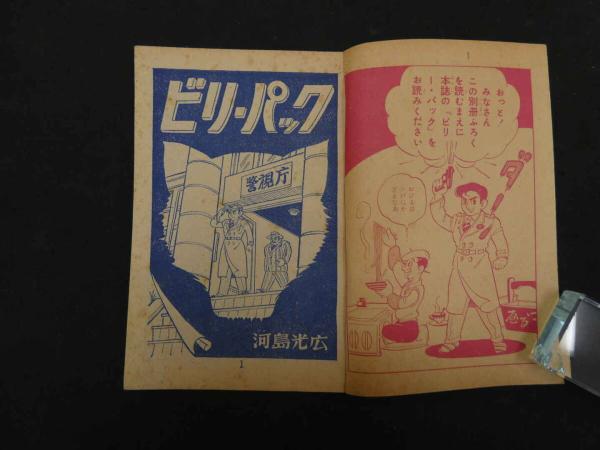 ビリ・パック
警視庁
河島光広
1
1
おっと!
みなさん
この別冊ふろく
を読むまえに
本誌の「ビリ
ー・パック」を
お読みください
ダーン